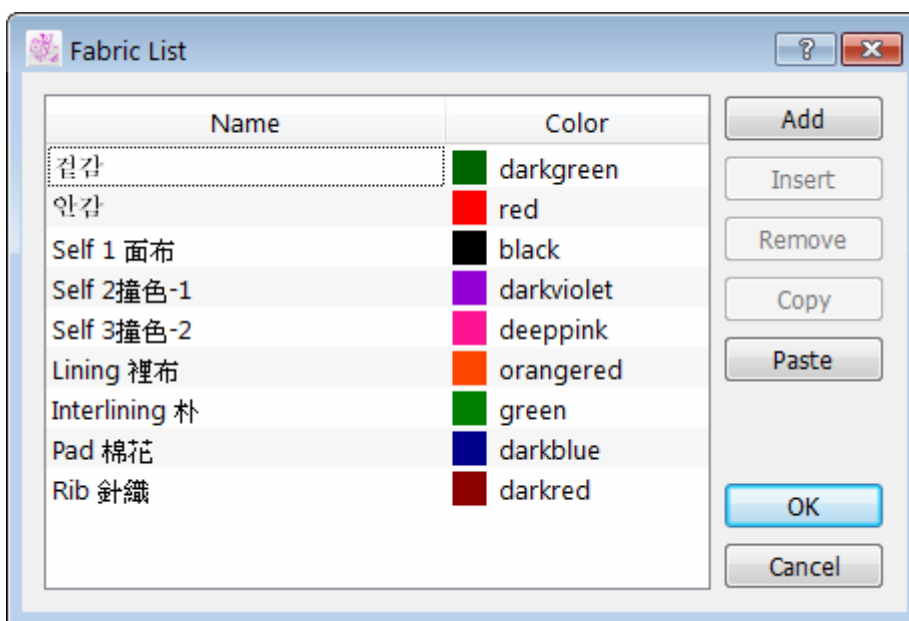 Fabric List
Name Color
겉감 darkgreen
안감 red
Self 1 面布 black
Self 2撞色-1 darkviolet
Self 3撞色-2 deeppink
Lining 裡布 orangered
Interlining 朴 green
Pad 棉花 darkblue
Rib 針織 darkred
Add
Insert
Remove
Copy
Paste
OK
Cancel